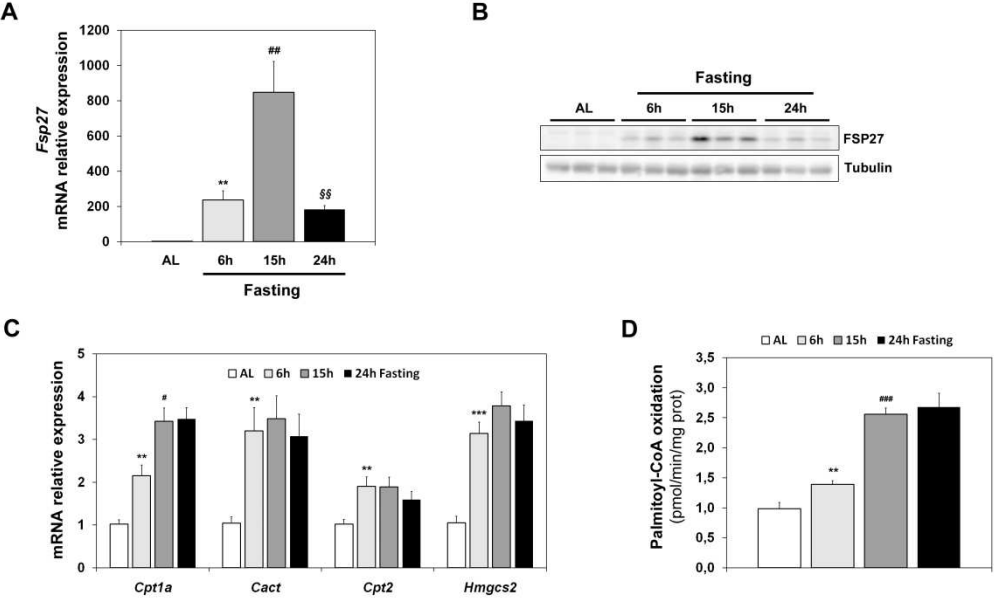 A
Fsp27
mRNA relative expression
1200
1000
800
600
400
200
0
**
##
§§
AL 6h 15h 24h
Fasting
B
Fasting
AL 6h 15h 24h
FSP27
Tubulin
C
mRNA relative expression
5
4
3
2
1
0
AL 6h 15h 24h Fasting
**
#
**
**
***
Cpt1a Cact Cpt2 Hmgcs2
D
AL 6h 15h 24h Fasting
Palmitoyl-CoA oxidation
(pmol/min/mg prot)
3,5
3,0
2,5
2,0
1,5
1,0
0,5
0,0
**
###